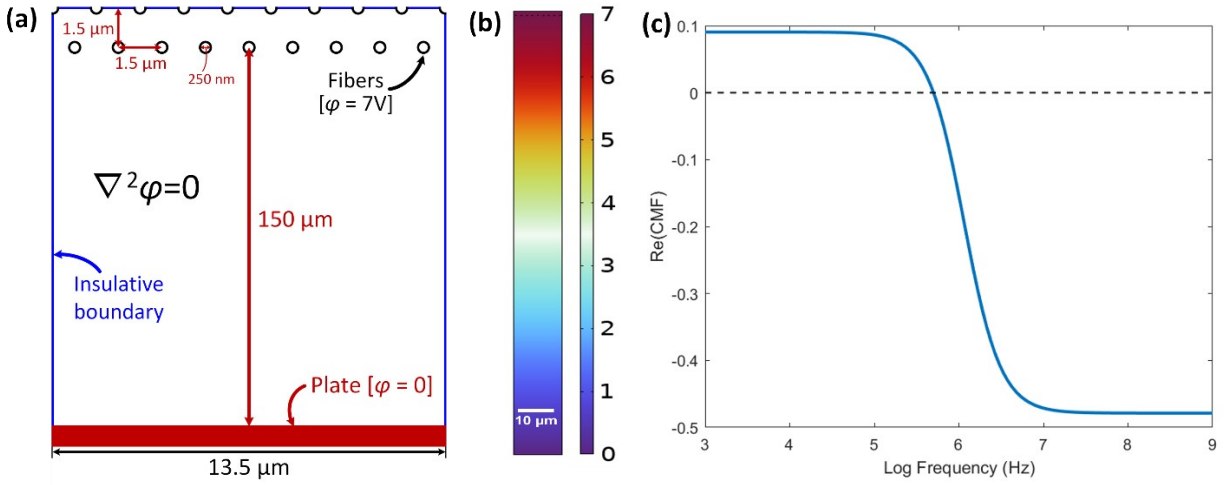 (a)
1.5 µm
1.5 µm
250 nm
Fibers
[φ = 7V]
∇²φ=0
150 µm
Insulative
boundary
Plate [φ = 0]
13.5 µm
(b)
10 µm
7
6
5
4
3
2
1
0
(c)
Re(CMF)
0.1
0
-0.1
-0.2
-0.3
-0.4
-0.5
3 4 5 6 7 8 9
Log Frequency (Hz)